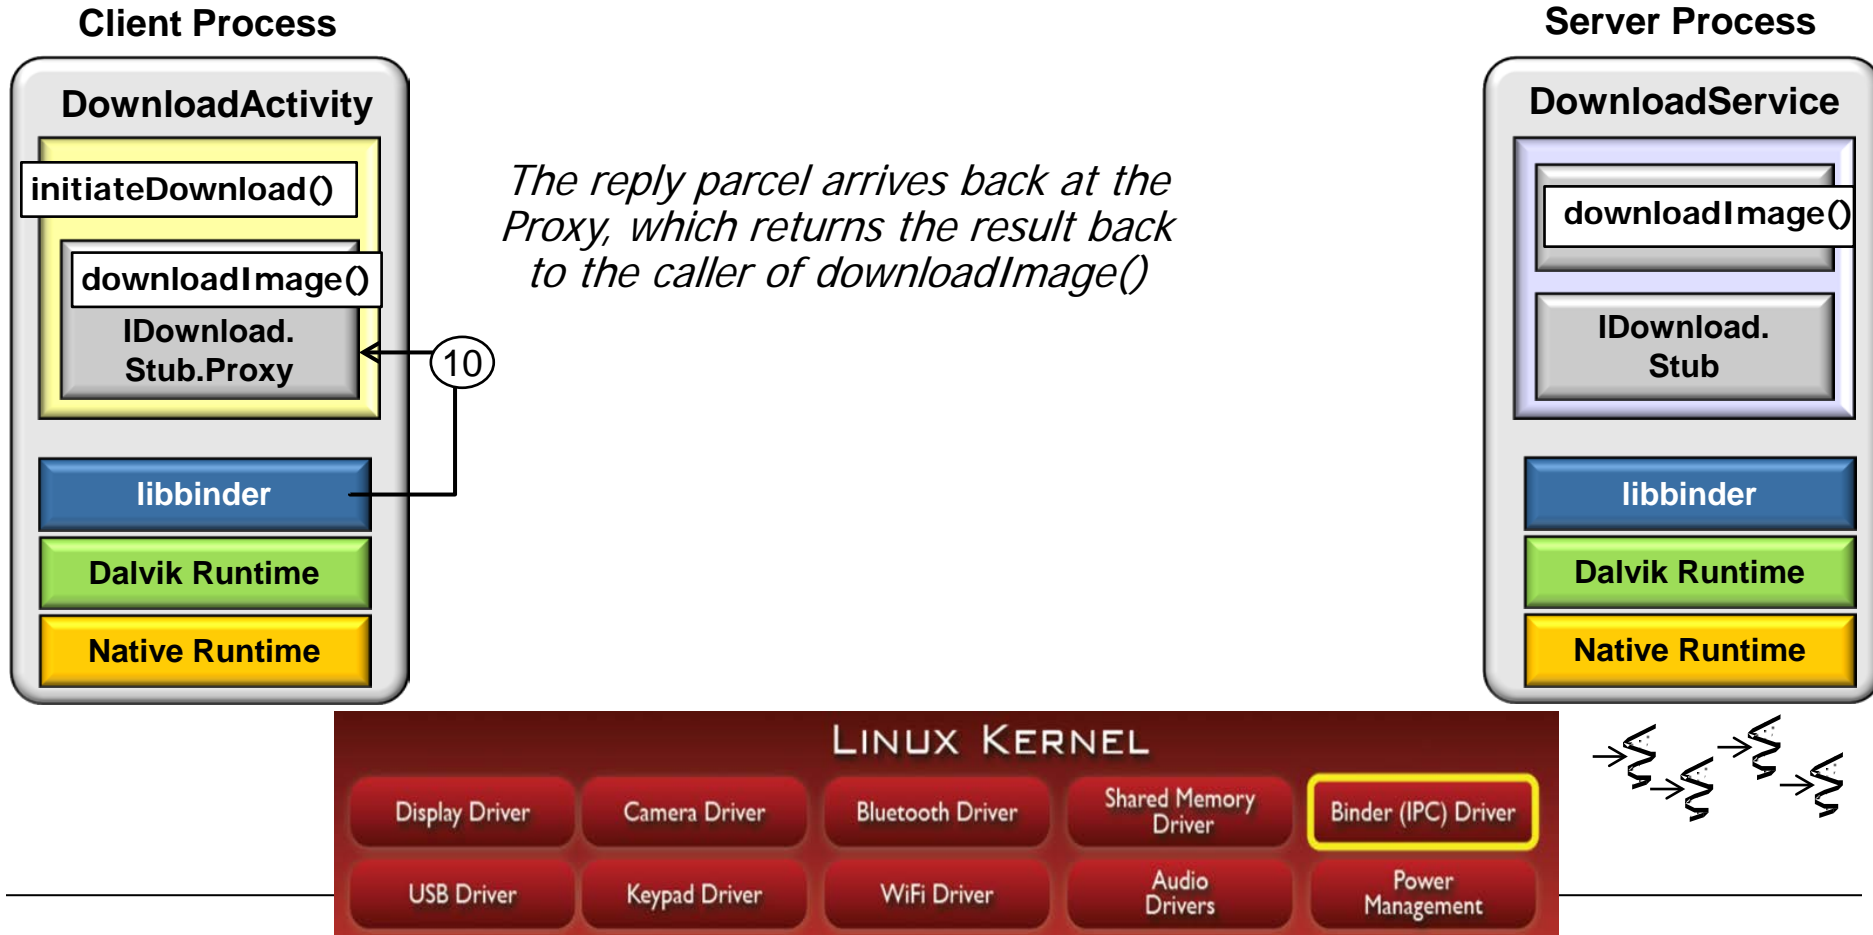 Client Process
Server Process
DownloadActivity
initiateDownload()
downloadImage()
IDownload.
Stub.Proxy
libbinder
Dalvik Runtime
Native Runtime
The reply parcel arrives back at the
Proxy, which returns the result back
to the caller of downloadImage()
10
DownloadService
downloadImage()
IDownload.
Stub
libbinder
Dalvik Runtime
Native Runtime
LINUX KERNEL
Display Driver
Camera Driver
Bluetooth Driver
Shared Memory
Driver
Binder (IPC) Driver
USB Driver
Keypad Driver
WiFi Driver
Audio
Drivers
Power
Management